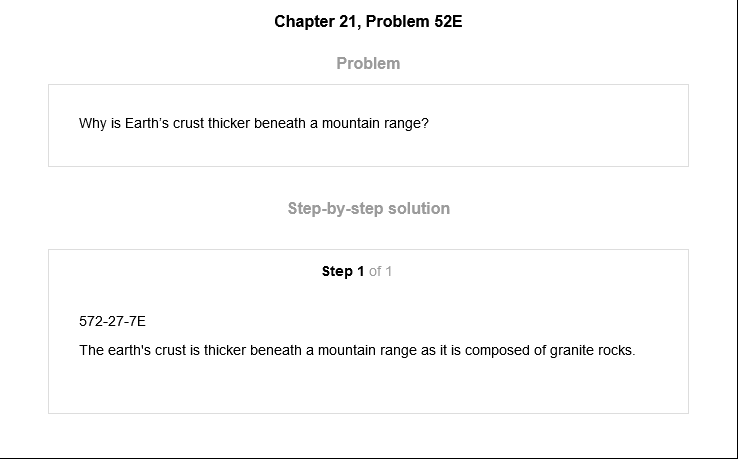 Chapter 21, Problem 52E
Problem
Why is Earth’s crust thicker beneath a mountain range?
Step-by-step solution
Step 1 of 1
572-27-7E
The earth's crust is thicker beneath a mountain range as it is composed of granite rocks.